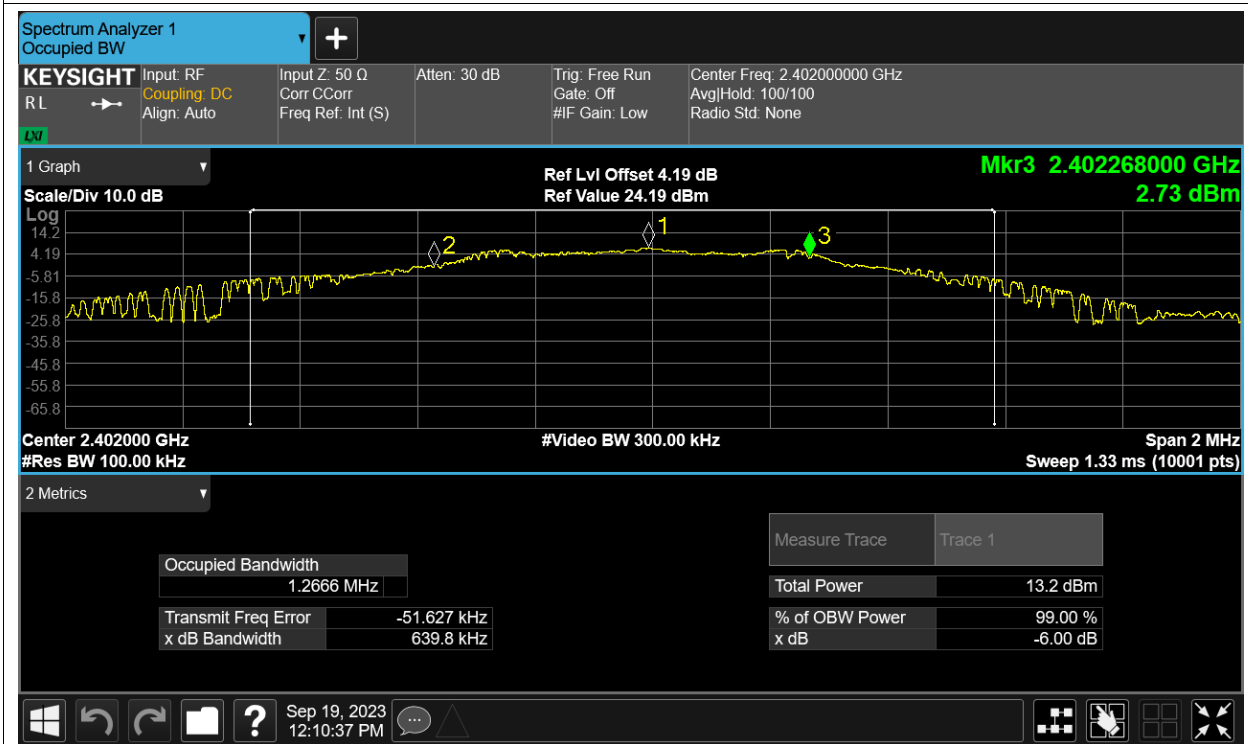 Spectrum Analyzer 1
Occupied BW
KEYSIGHT
RL
LXI
Input: RF
Coupling: DC
Align: Auto
Input Z: 50 Ω
Corr CCorr
Freq Ref: Int (S)
Atten: 30 dB
Trig: Free Run
Gate: Off
#IF Gain: Low
Center Freq: 2.402000000 GHz
Avg|Hold: 100/100
Radio Std: None
1 Graph
Scale/Div 10.0 dB
Ref Lvl Offset 4.19 dB
Ref Value 24.19 dBm
Mkr3 2.402268000 GHz
2.73 dBm
Log
14.2
4.19
-5.81
-15.8
-25.8
-35.8
-45.8
-55.8
-65.8
2
1
3
Center 2.402000 GHz
#Res BW 100.00 kHz
#Video BW 300.00 kHz
Span 2 MHz
Sweep 1.33 ms (10001 pts)
2 Metrics
Occupied Bandwidth
1.2666 MHz
Transmit Freq Error -51.627 kHz
x dB Bandwidth 639.8 kHz
Measure Trace Trace 1
Total Power 13.2 dBm
% of OBW Power 99.00 %
x dB -6.00 dB
?
Sep 19, 2023
12:10:37 PM